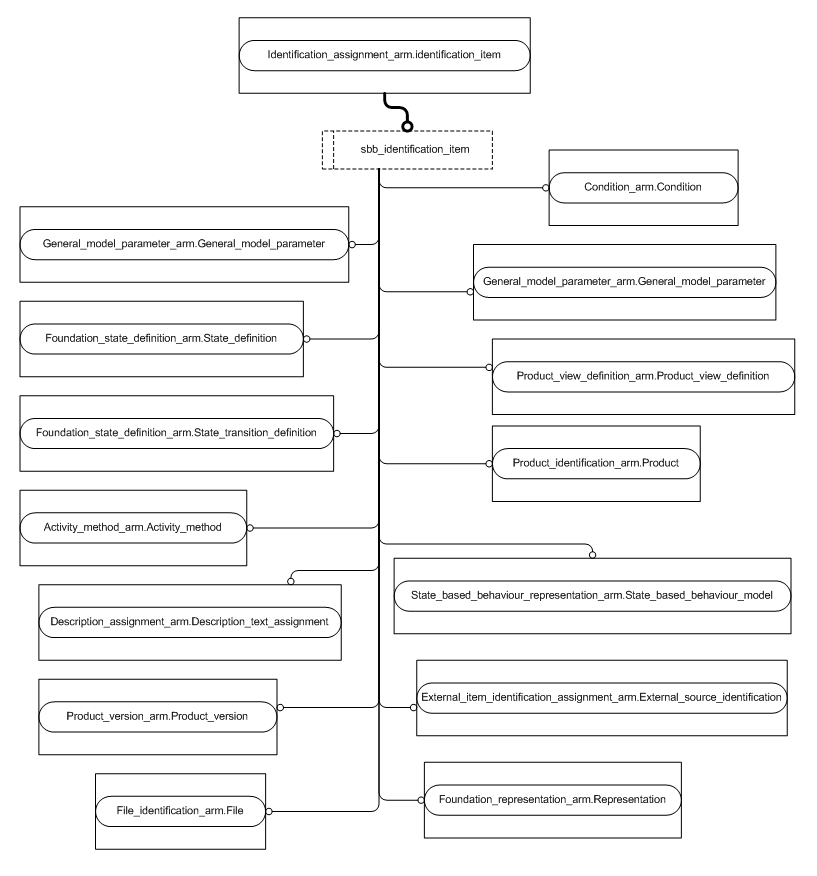 Identification_assignment_arm.identification_item
sbb_identification_item
Condition_arm.Condition
General_model_parameter_arm.General_model_parameter
General_model_parameter_arm.General_model_parameter
Foundation_state_definition_arm.State_definition
Product_view_definition_arm.Product_view_definition
Foundation_state_definition_arm.State_transition_definition
Product_identification_arm.Product
Activity_method_arm.Activity_method
State_based_behaviour_representation_arm.State_based_behaviour_model
Description_assignment_arm.Description_text_assignment
External_item_identification_assignment_arm.External_source_identification
Product_version_arm.Product_version
Foundation_representation_arm.Representation
File_identification_arm.File